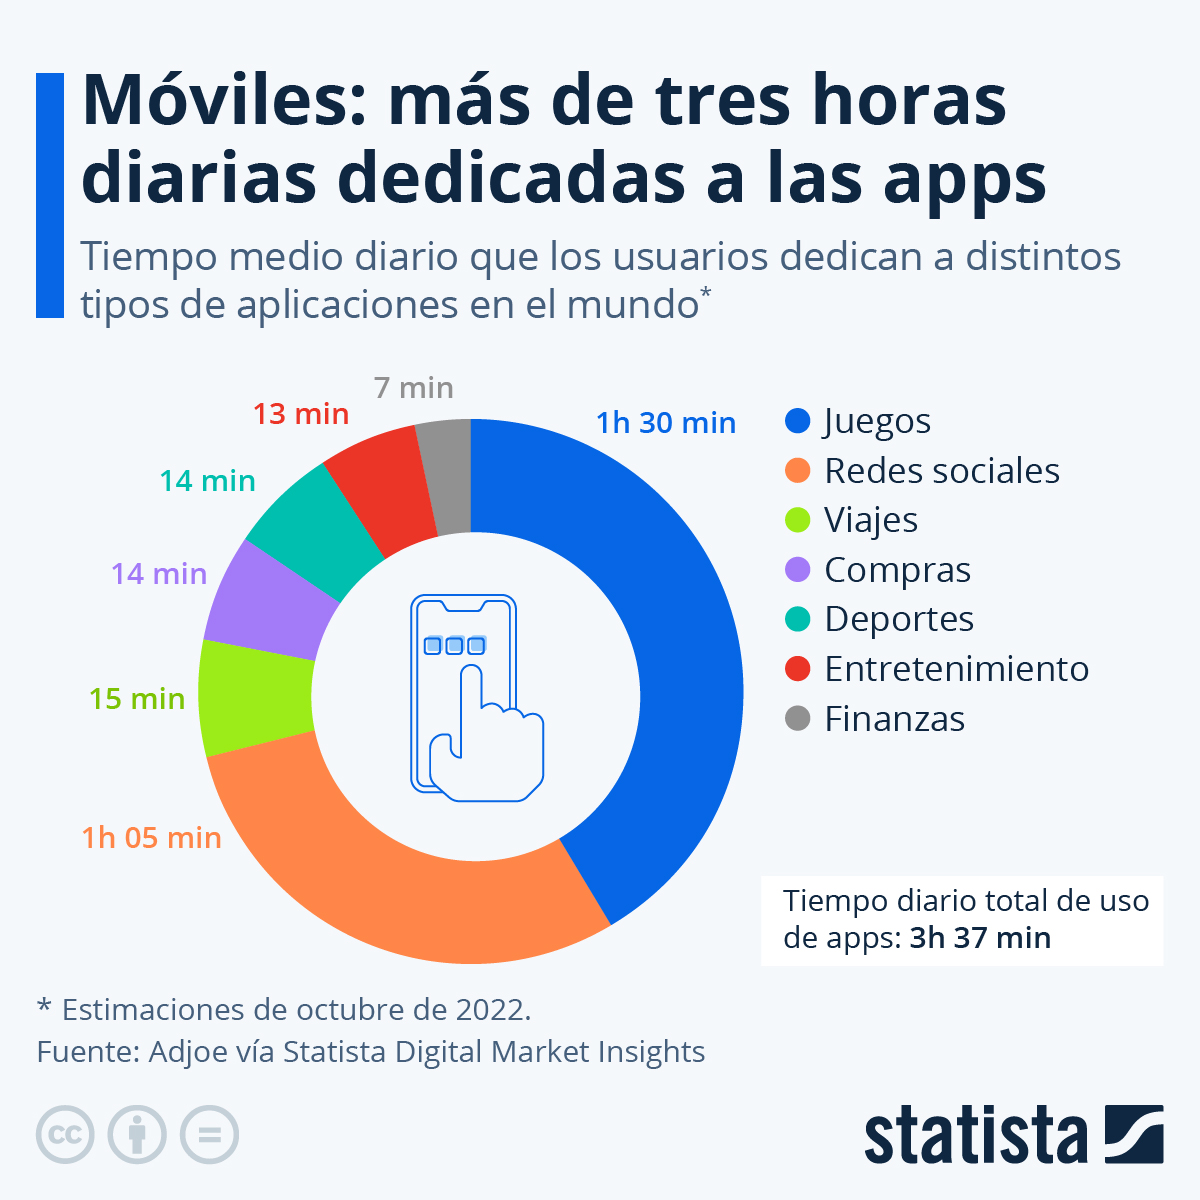 Móviles: más de tres horas
diarias dedicadas a las apps
Tiempo medio diario que los usuarios dedican a distintos
tipos de aplicaciones en el mundo*
7 min
13 min
1h 30 min
14 min
14 min
15 min
1h 05 min
Juegos
Redes sociales
Viajes
Compras
Deportes
Entretenimiento
Finanzas
Tiempo diario total de uso
de apps: 3h 37 min
* Estimaciones de octubre de 2022.
Fuente: Adjoe vía Statista Digital Market Insights
cc
statista